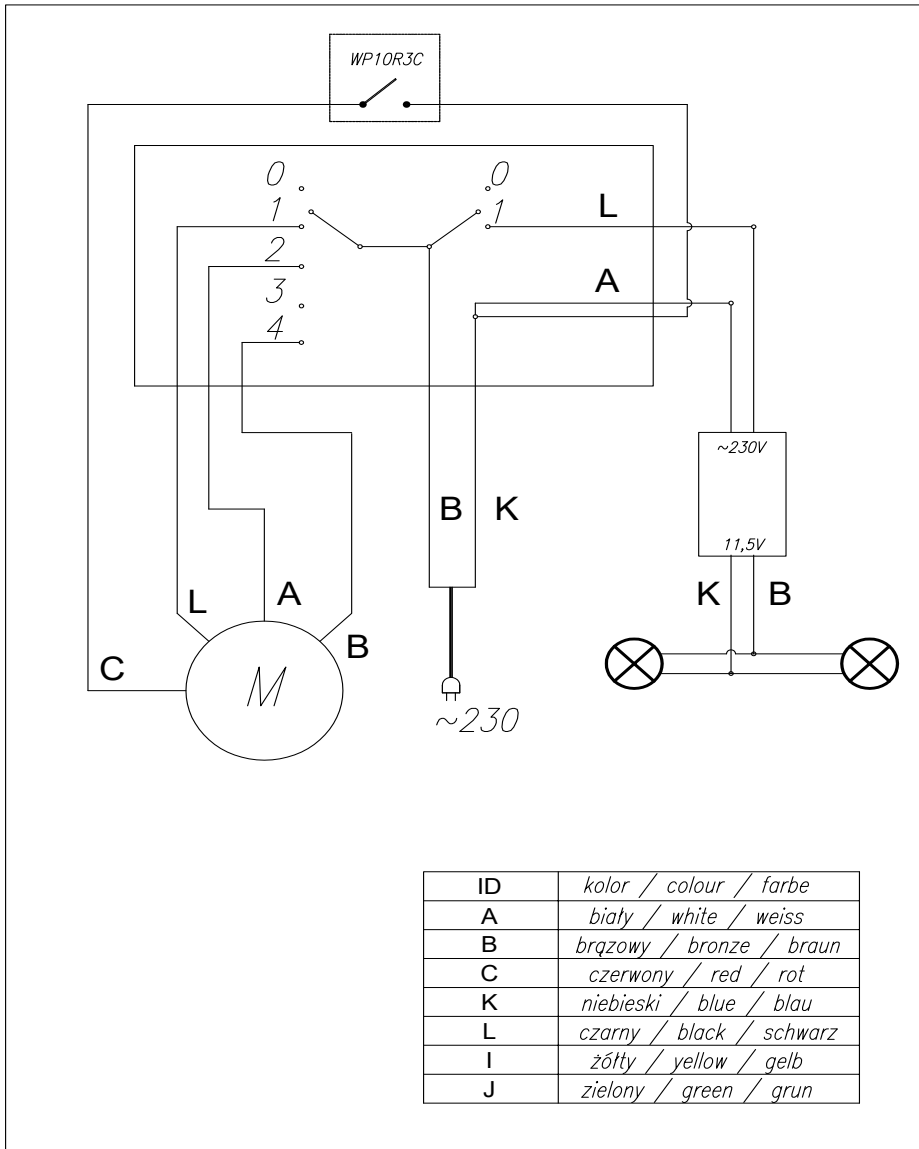 WP10R3C
0 0
1 1 L
2
3 A
4
~230V
B K
11,5V
K B
L A
B
C
M
~230
ID kolor / colour / farbe
A biały / white / weiss
B brązowy / bronze / braun
C czerwony / red / rot
K niebieski / blue / blau
L czarny / black / schwarz
I żółty / yellow / gelb
J zielony / green / grun